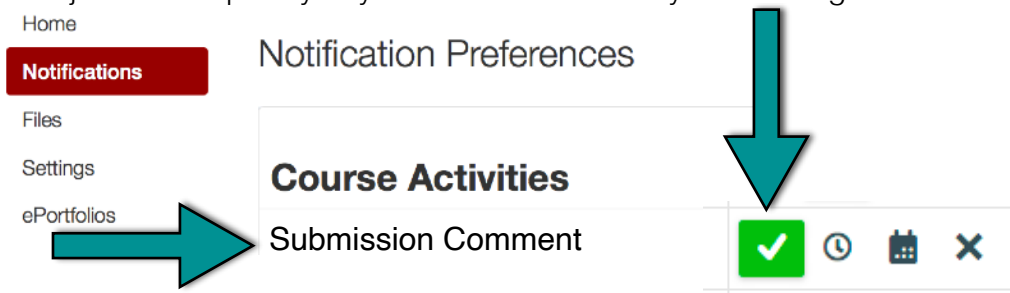 Home
Notifications
Files
Settings
ePortfolios
Notification Preferences
Course Activities
Submission Comment